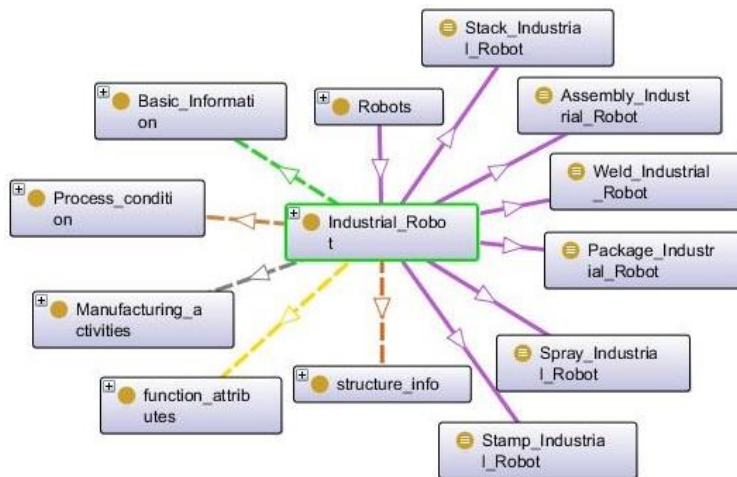 Stack_Industria
l_Robot
Basic_Informati
on
Robots
Assembly_Indust
rial_Robot
Process_conditi
on
Industrial_Robo
t
Weld_Industrial
_Robot
Package_Industr
ial_Robot
Manufacturing_a
ctivities
function_attrib
utes
structure_info
Spray_Industria
l_Robot
Stamp_Industria
l_Robot